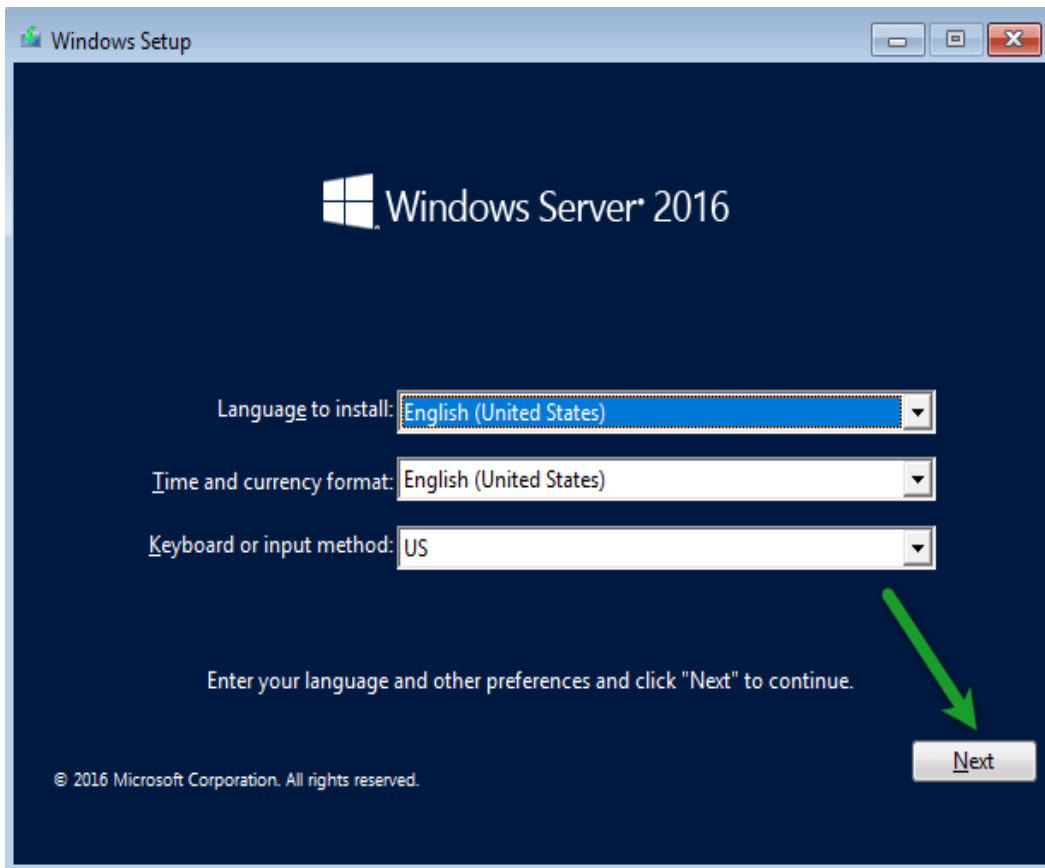 Windows Setup
Windows Server® 2016
Language to install: English (United States)
Time and currency format: English (United States)
Keyboard or input method: US
Enter your language and other preferences and click "Next" to continue.
Next
© 2016 Microsoft Corporation. All rights reserved.